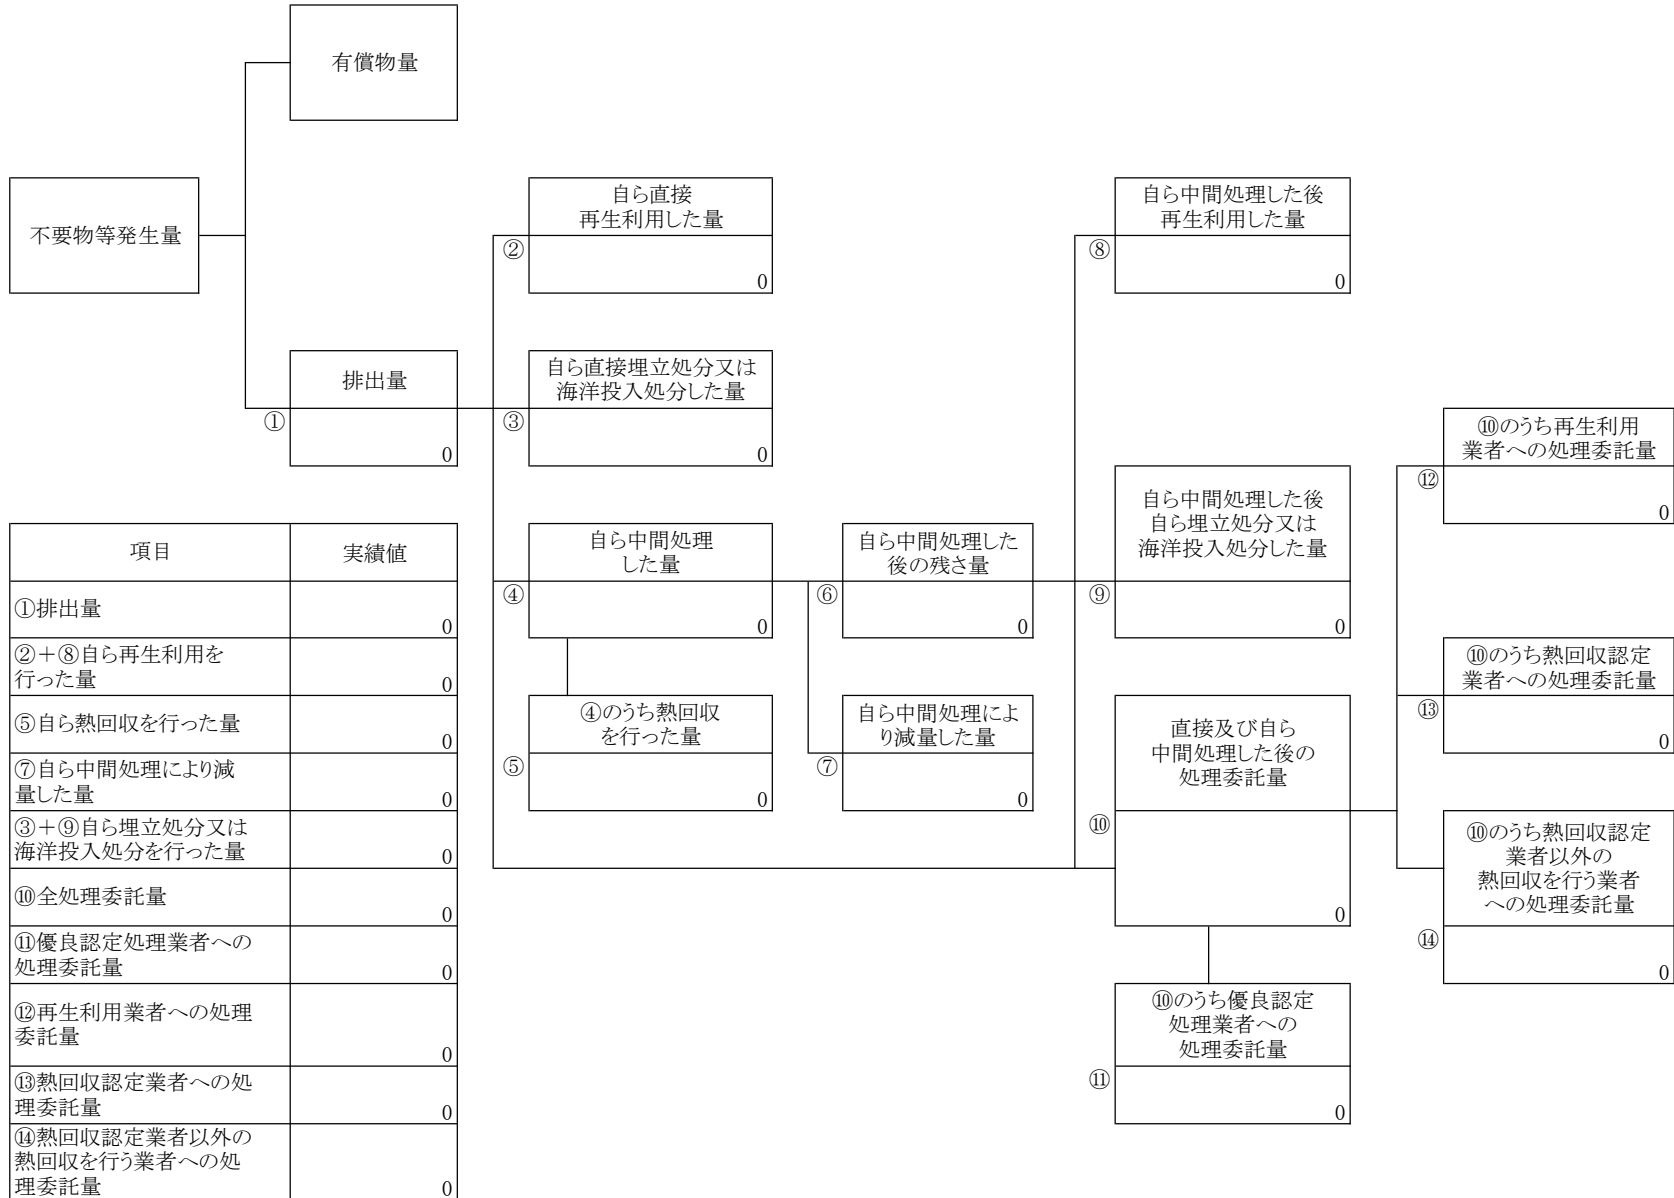 有償物量
不要物等発生量
自ら直接
再生利用した量
②
0
自ら中間処理した後
再生利用した量
⑧
0
排出量
①
0
自ら直接埋立処分又は
海洋投入処分した量
③
0
⑩のうち再生利用
業者への処理委託量
⑫
0
自ら中間処理した後
自ら埋立処分又は
海洋投入処分した量
⑨
0
自ら中間処理
した量
④
0
自ら中間処理した
後の残さ量
⑥
0
⑩のうち熱回収認定
業者への処理委託量
⑬
0
④のうち熱回収
を行った量
⑤
0
自ら中間処理によ
り減量した量
⑦
0
直接及び自ら
中間処理した後の
処理委託量
⑩
0
⑩のうち熱回収認定
業者以外の
熱回収を行う業者
への処理委託量
⑭
0
⑩のうち優良認定
処理業者への
処理委託量
⑪
0
項目 実績値
①排出量
0
②+⑧自ら再生利用を
行った量
0
⑤自ら熱回収を行った量
0
⑦自ら中間処理により減
量した量
0
③+⑨自ら埋立処分又は
海洋投入処分を行った量
0
⑩全処理委託量
0
⑪優良認定処理業者への
処理委託量
0
⑫再生利用業者への処理
委託量
0
⑬熱回収認定業者への処
理委託量
0
⑭熱回収認定業者以外の
熱回収を行う業者への処
理委託量
0